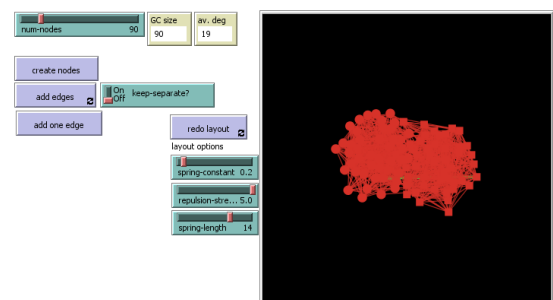 num-nodes 90
GC size
90
av. deg
19
create nodes
add edges
On
Off
keep-separate?
add one edge
redo layout
layout options
spring-constant 0.2
repulsion-stre... 5.0
spring-length 14